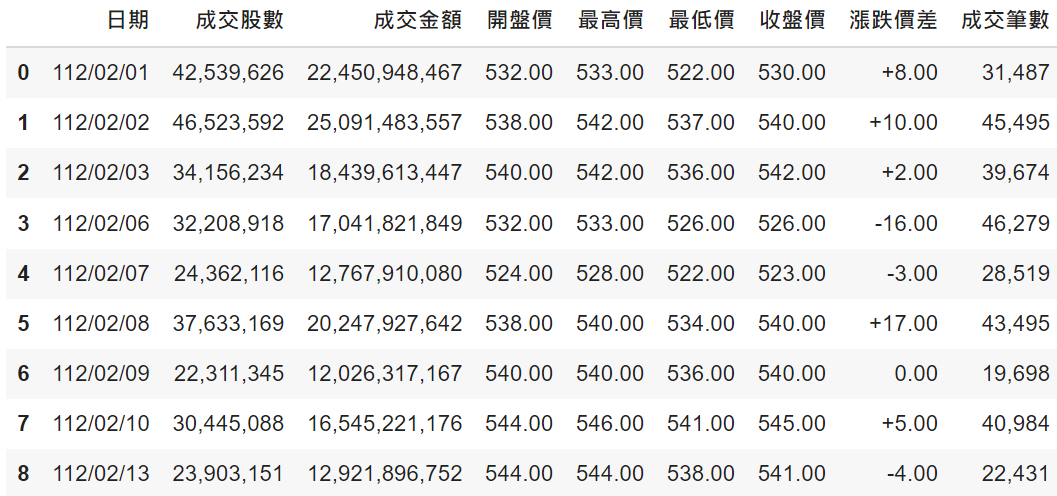 日期 成交股數 成交金額 開盤價 最高價 最低價 收盤價 漲跌價差 成交筆數
0 112/02/01 42,539,626 22,450,948,467 532.00 533.00 522.00 530.00 +8.00 31,487
1 112/02/02 46,523,592 25,091,483,557 538.00 542.00 537.00 540.00 +10.00 45,495
2 112/02/03 34,156,234 18,439,613,447 540.00 542.00 536.00 542.00 +2.00 39,674
3 112/02/06 32,208,918 17,041,821,849 532.00 533.00 526.00 526.00 -16.00 46,279
4 112/02/07 24,362,116 12,767,910,080 524.00 528.00 522.00 523.00 -3.00 28,519
5 112/02/08 37,633,169 20,247,927,642 538.00 540.00 534.00 540.00 +17.00 43,495
6 112/02/09 22,311,345 12,026,317,167 540.00 540.00 536.00 540.00 0.00 19,698
7 112/02/10 30,445,088 16,545,221,176 544.00 546.00 541.00 545.00 +5.00 40,984
8 112/02/13 23,903,151 12,921,896,752 544.00 544.00 538.00 541.00 -4.00 22,431